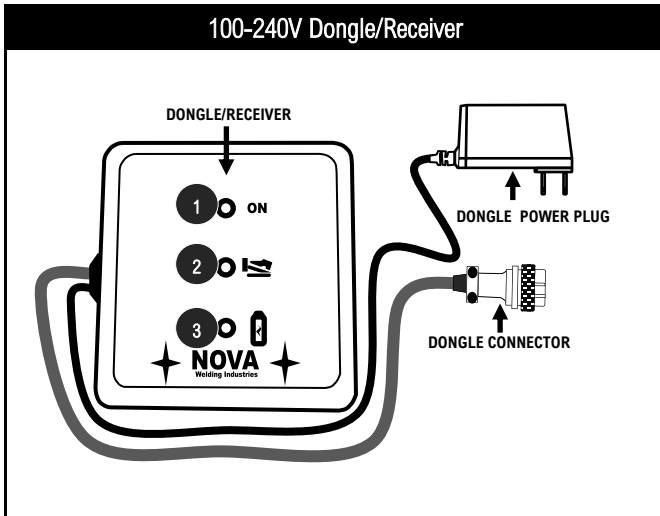 100-240V Dongle/Receiver
DONGLE/RECEIVER
1 ON
2
3
NOVA
Welding Industries
DONGLE POWER PLUG
DONGLE CONNECTOR